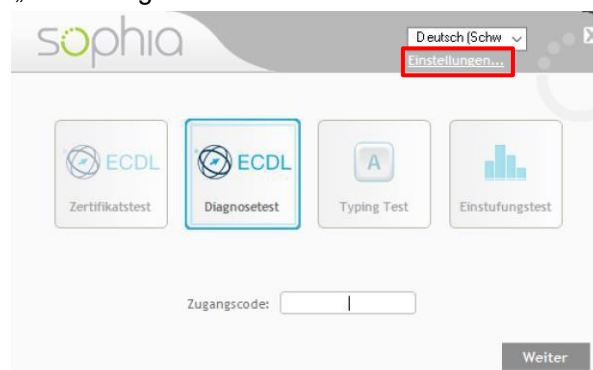 sophia
Deutsch (Schw
Einstellungen...
ECDL
Zertifikatstest
ECDL
Diagnosetest
A
Typing Test
Einstufungstest
Zugangscode:
Weiter